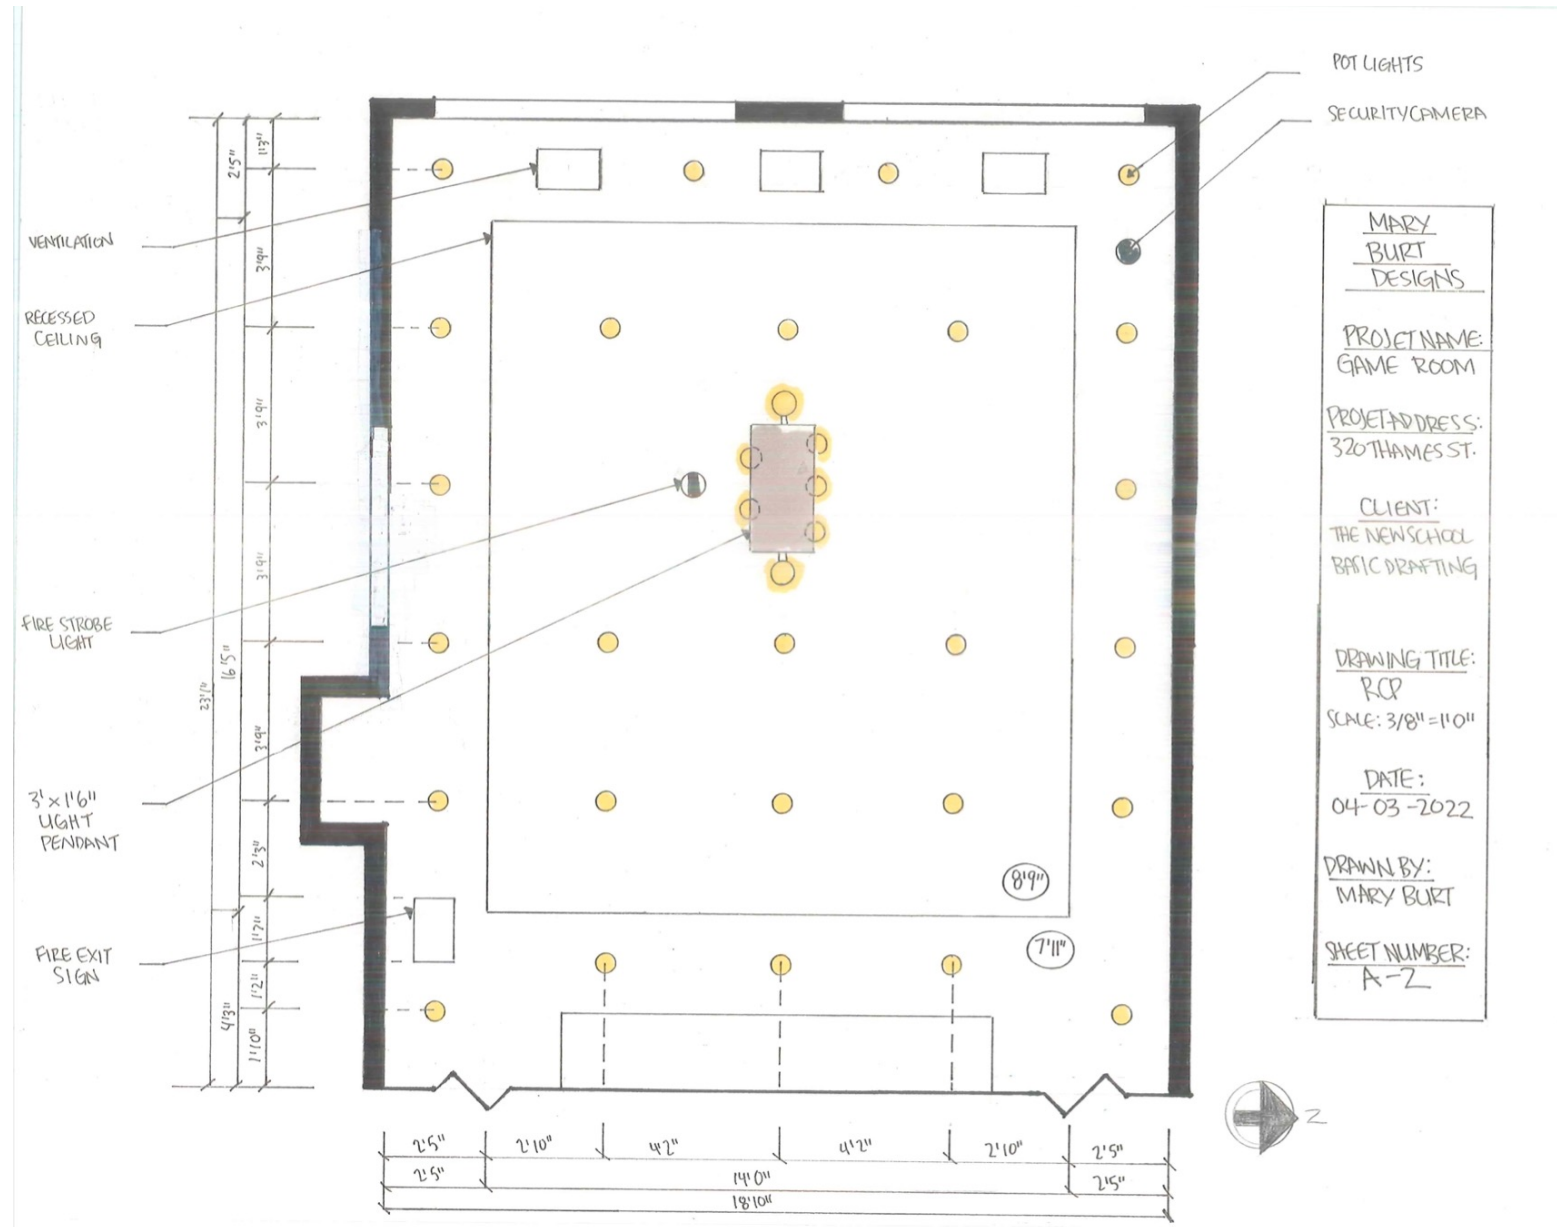 POT LIGHTS
SECURITY CAMERA
VENTILATION
RECESSED
CEILING
FIRE STROBE
LIGHT
3' x 1'6"
LIGHT
PENDANT
FIRE EXIT
SIGN
1'3"
2'5"
3'9"
3'9"
3'9"
16'5"
23'1"
3'9"
2'3"
1'7"
1'2"
4'3"
1'10"
8'9"
7'11"
2'5"
2'10"
4'2"
4'2"
2'10"
2'5"
2'5"
14'0"
2'5"
18'10"
MARY
BURT
DESIGNS
PROJET NAME:
GAME ROOM
PROJET ADDRESS:
320 THAMES ST.
CLIENT:
THE NEW SCHOOL
BASIC DRAFTING
DRAWING TITLE:
RCP
SCALE: 3/8" = 1'0"
DATE:
04-03-2022
DRAWN BY:
MARY BURT
SHEET NUMBER:
A-2
Z